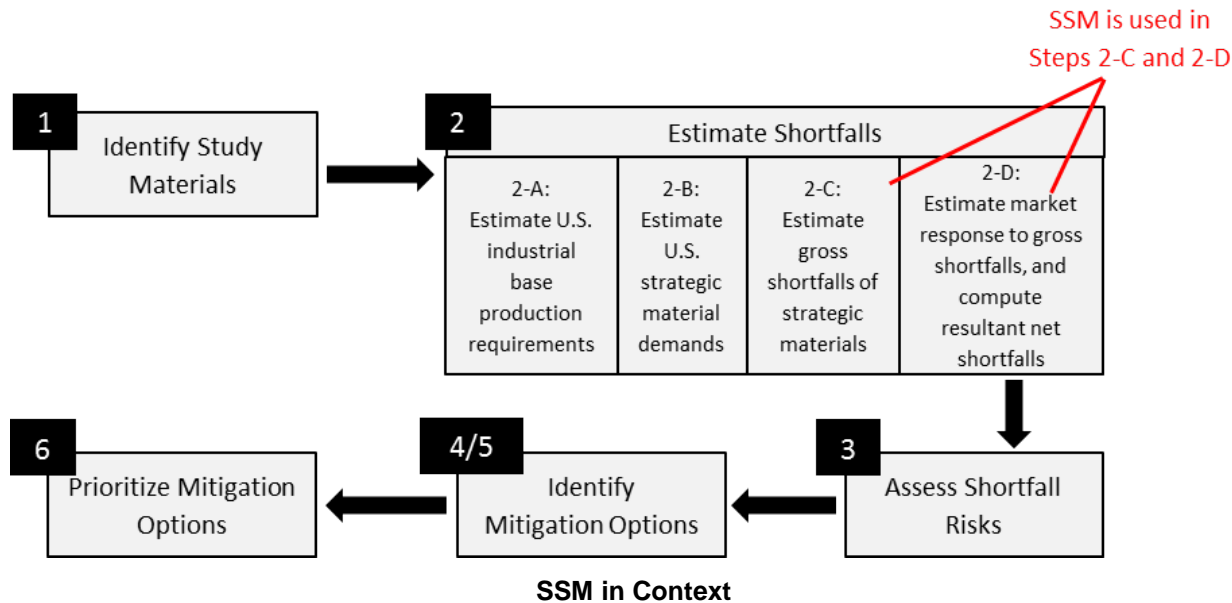 SSM is used in
Steps 2-C and 2-D
1
Identify Study
Materials
2
Estimate Shortfalls
2-A:
Estimate U.S.
industrial
base
production
requirements
2-B:
Estimate
U.S.
strategic
material
demands
2-C:
Estimate
gross
shortfalls of
strategic
materials
2-D:
Estimate market
response to gross
shortfalls, and
compute
resultant net
shortfalls
3
Assess Shortfall
Risks
4/5
Identify
Mitigation Options
6
Prioritize Mitigation
Options
SSM in Context